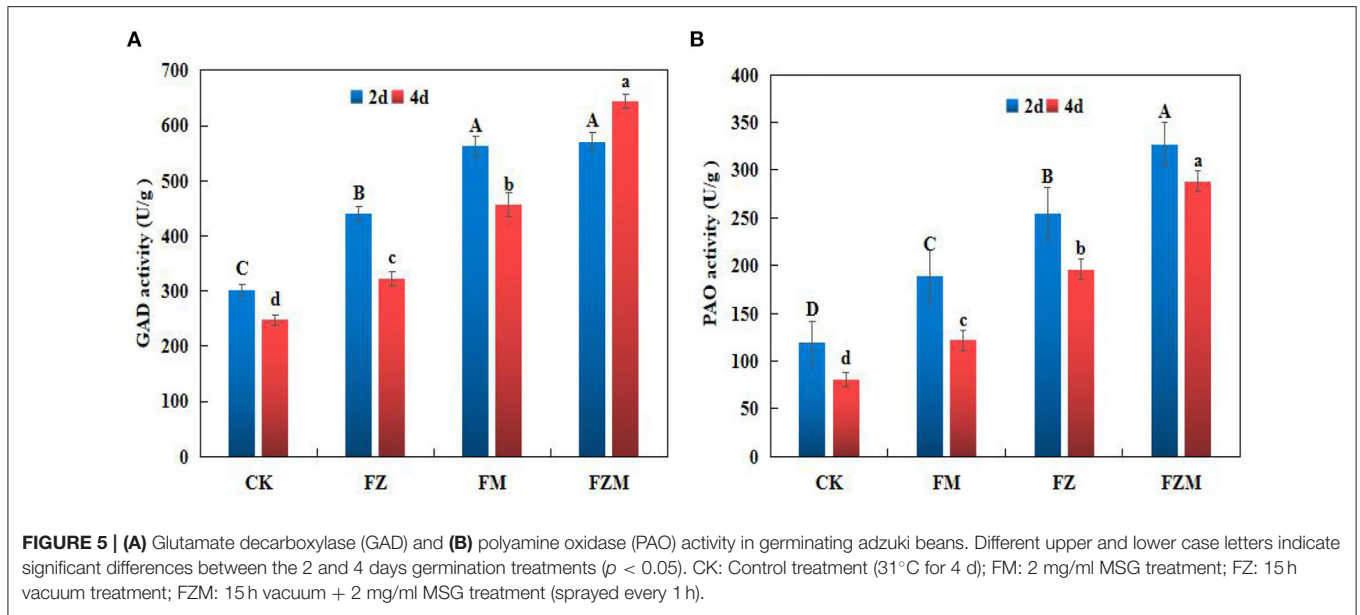 A
700
600
500
400
300
200
100
0
GAD activity (U/g)
2d 4d
C
d
B
c
A
b
A
a
CK FZ FM FZM
B
400
350
300
250
200
150
100
50
0
PAO activity (U/g)
2d 4d
D
d
C
c
B
b
A
a
CK FM FZ FZM
FIGURE 5 | (A) Glutamate decarboxylase (GAD) and (B) polyamine oxidase (PAO) activity in germinating adzuki beans. Different upper and lower case letters indicate
significant differences between the 2 and 4 days germination treatments (p < 0.05). CK: Control treatment (31°C for 4 d); FM: 2 mg/ml MSG treatment; FZ: 15 h
vacuum treatment; FZM: 15 h vacuum + 2 mg/ml MSG treatment (sprayed every 1 h).